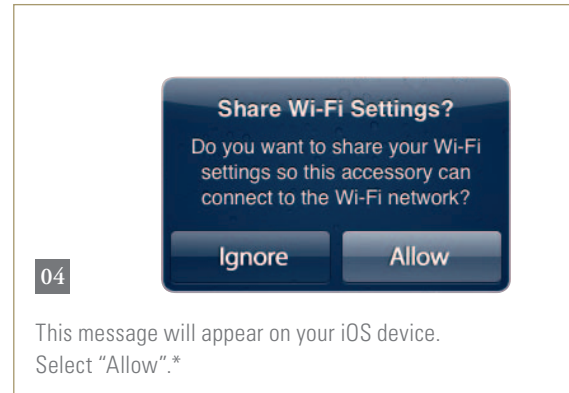 Share Wi-Fi Settings?
Do you want to share your Wi-Fi
settings so this accessory can
connect to the Wi-Fi network?
Ignore Allow
04
This message will appear on your iOS device.
Select “Allow”.*